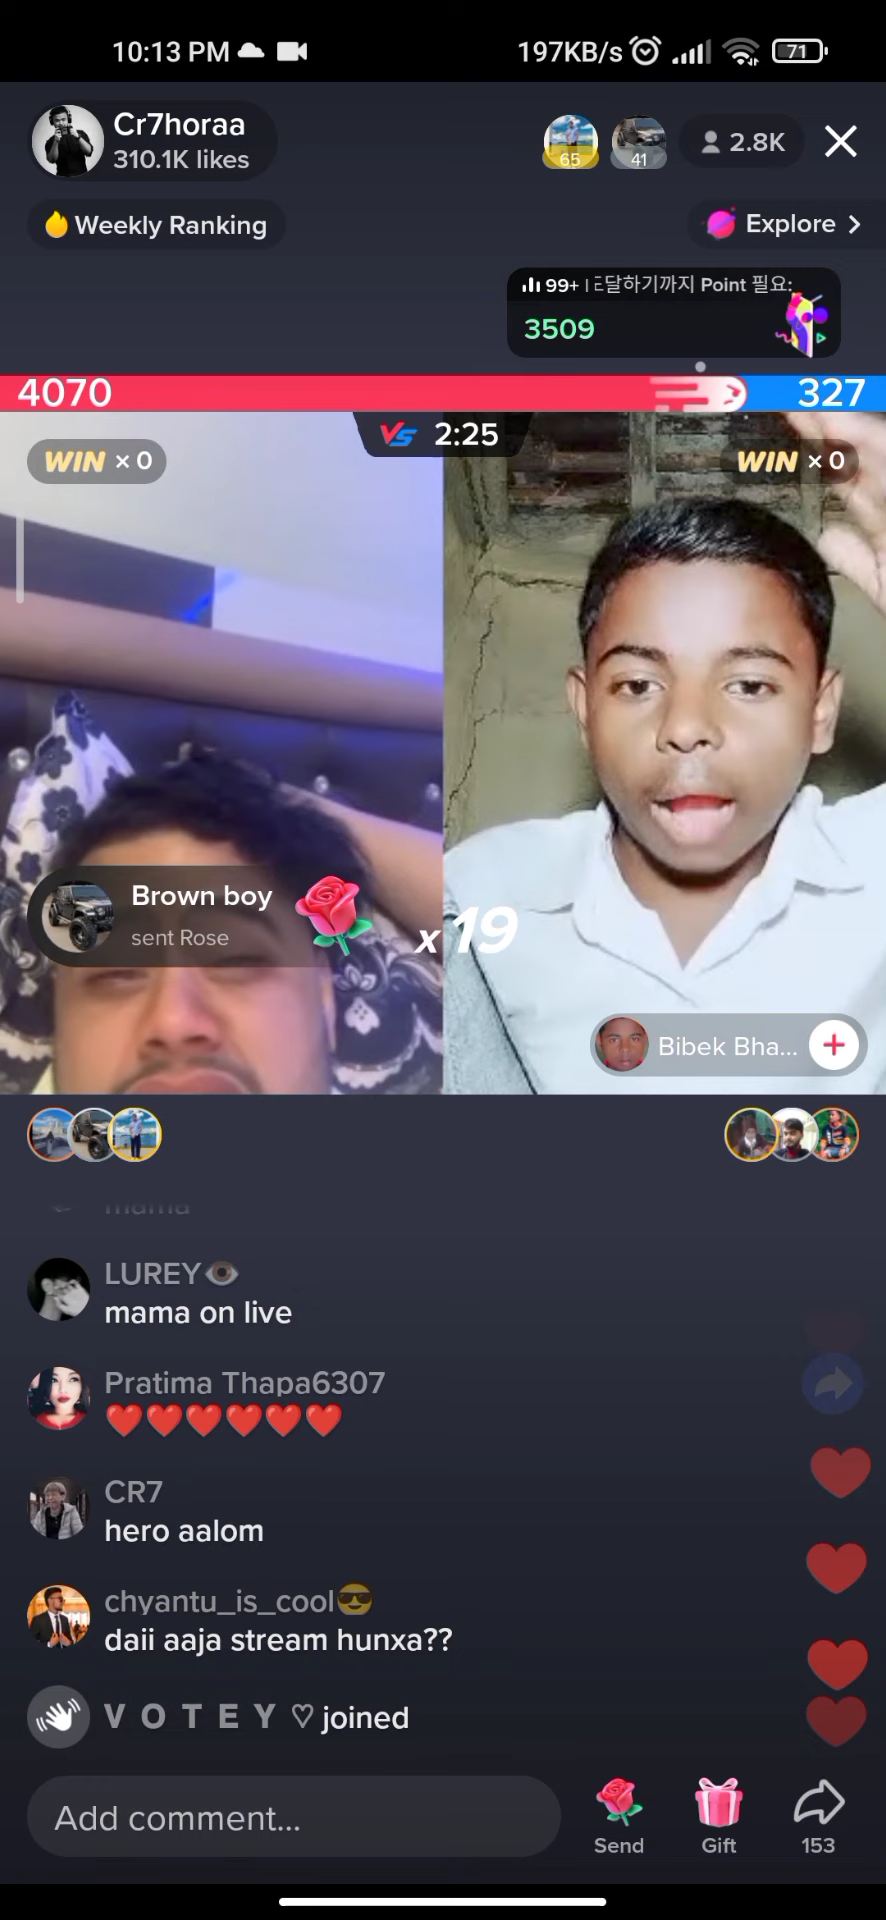 10:13 PM
197KB/s
71
Cr7horaa
310.1K likes
65
41
2.8K
Weekly Ranking
Explore
99+
달하기까지 Point 필요:
3509
4070
327
VS 2:25
WIN × 0
WIN × 0
Brown boy
sent Rose
x 19
Bibek Bha...
mama
LUREY👁️
mama on live
Pratima Thapa6307
❤️❤️❤️❤️❤️❤️
CR7
hero aalom
chyantu_is_cool😎
daii aaja stream hunxa??
V O T E Y ♡ joined
Add comment...
Send
Gift
153